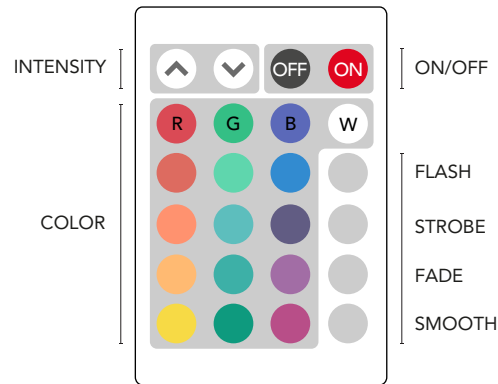 INTENSITY
OFF ON
ON/OFF
R G B W
COLOR
FLASH
STROBE
FADE
SMOOTH